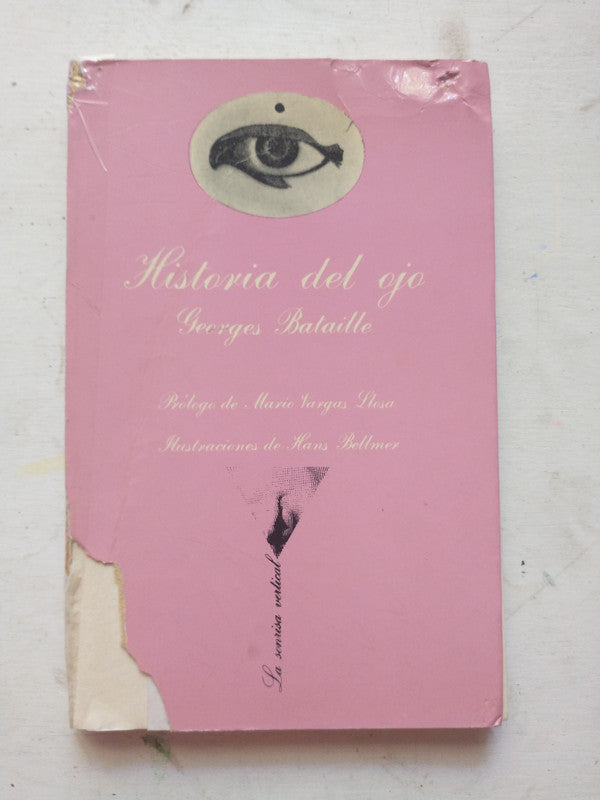 Historia del ojo
Georges Bataille
Prólogo de Mario Vargas Llosa
Ilustraciones de Hans Bellmer
La sonrisa vertical